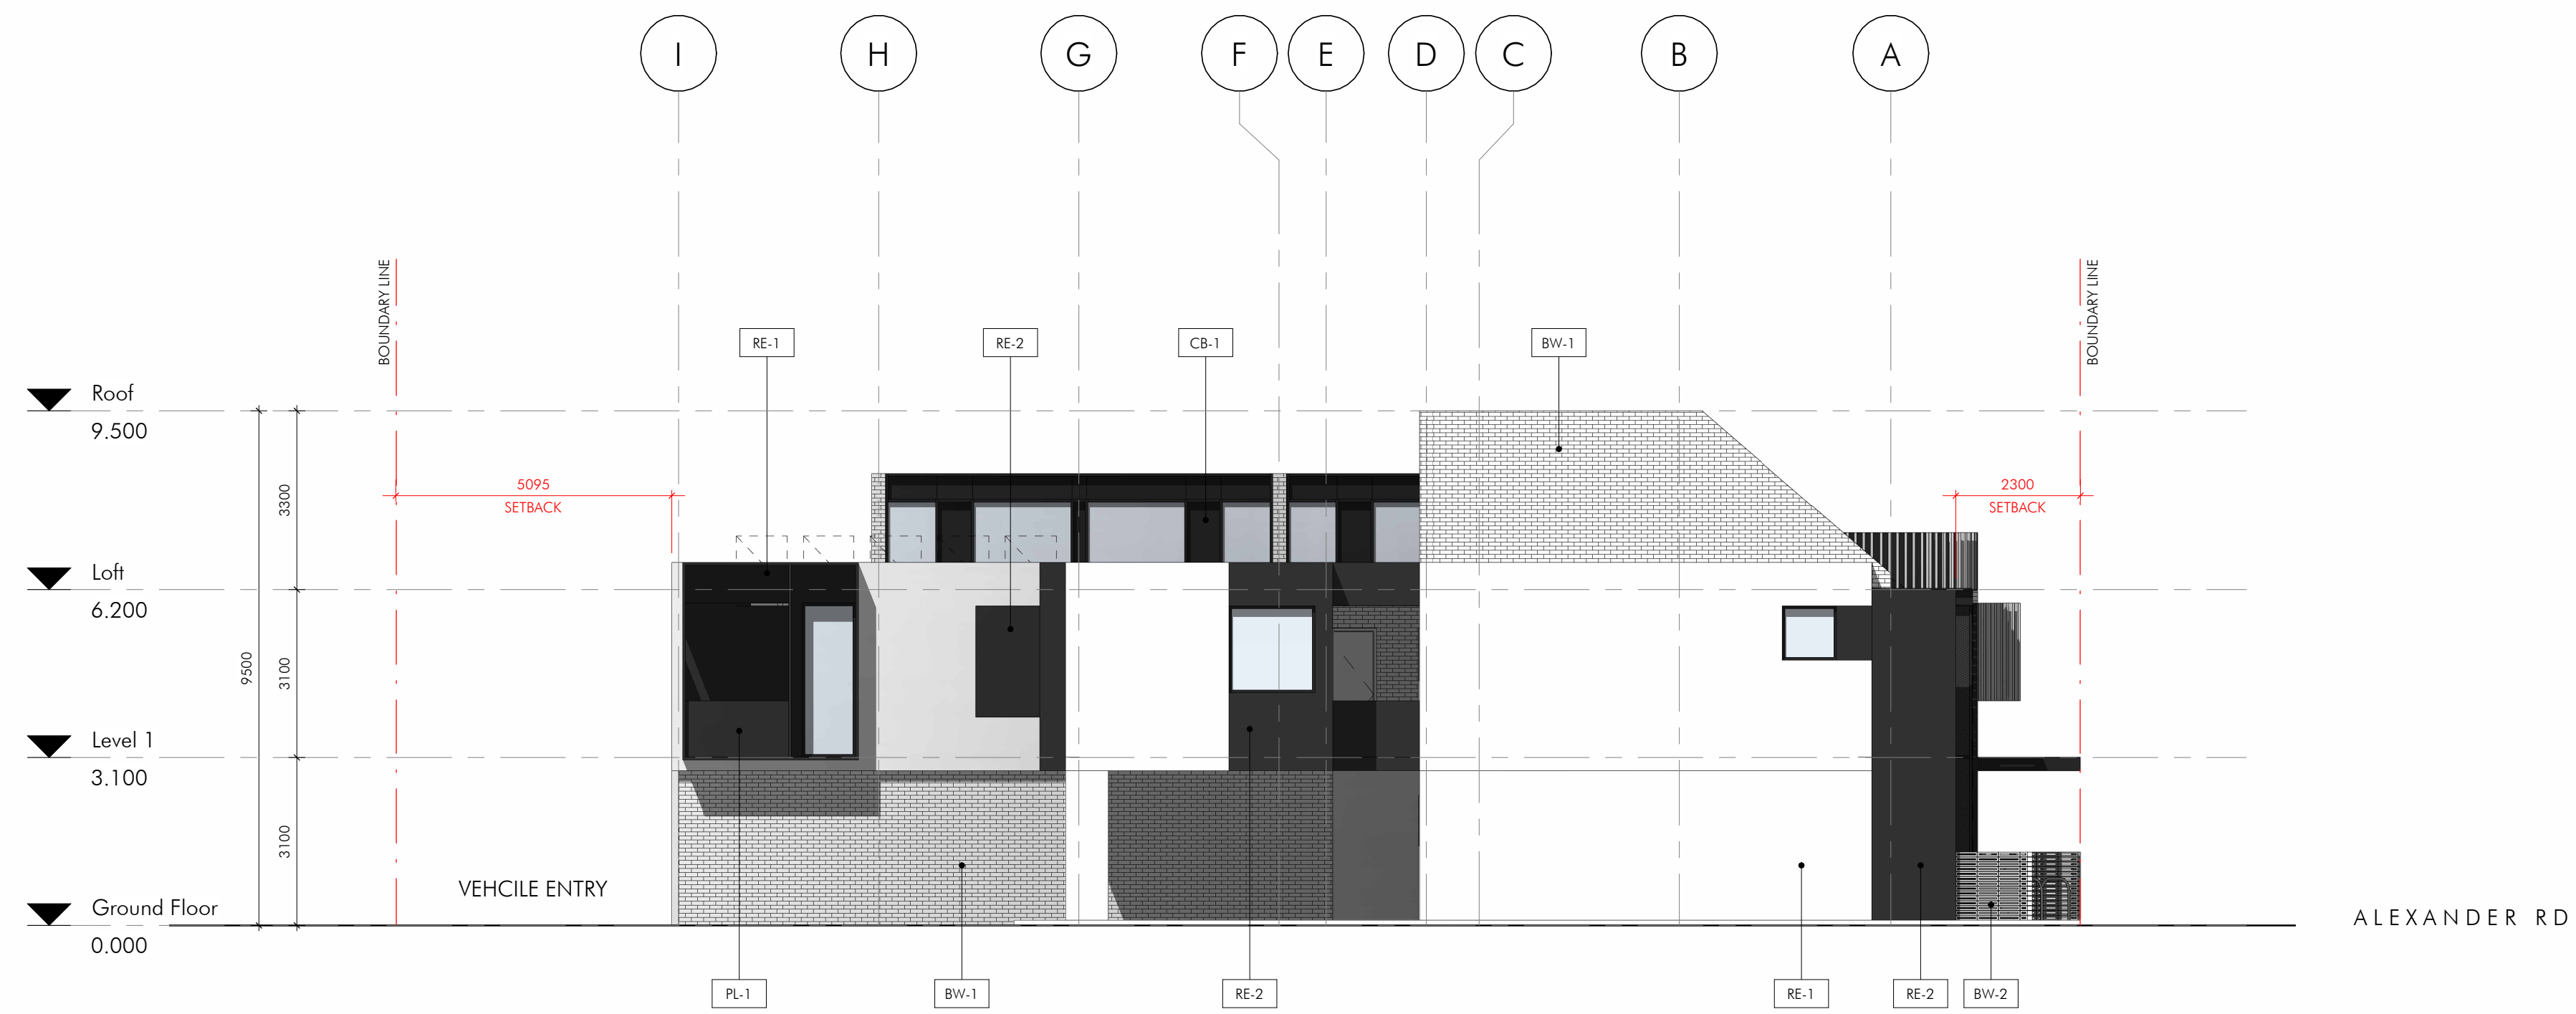 I H G F E D C B A
BOUNDARY LINE
BOUNDARY LINE
RE-1 RE-2 CB-1 BW-1
Roof
9.500
5095
SETBACK
2300
SETBACK
3300
Loft
6.200
9500
3100
Level 1
3.100
3100
VEHCILE ENTRY
Ground Floor
0.000
ALEXANDER RD
PL-1 BW-1 RE-2 RE-1 RE-2 BW-2